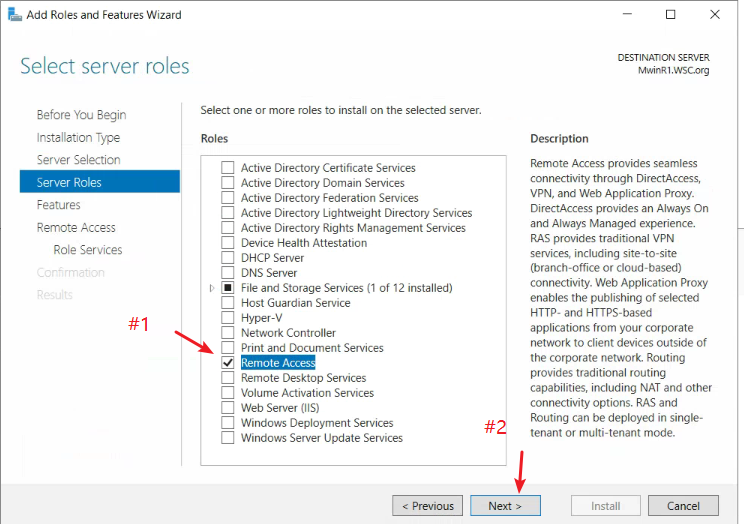 Add Roles and Features Wizard
Select server roles
DESTINATION SERVER
MwinR1.WSC.org
Before You Begin
Installation Type
Server Selection
Server Roles
Features
Remote Access
Role Services
Confirmation
Results
Select one or more roles to install on the selected server.
Roles
Active Directory Certificate Services
Active Directory Domain Services
Active Directory Federation Services
Active Directory Lightweight Directory Services
Active Directory Rights Management Services
Device Health Attestation
DHCP Server
DNS Server
File and Storage Services (1 of 12 installed)
Host Guardian Service
Hyper-V
Network Controller
Print and Document Services
Remote Access
Remote Desktop Services
Volume Activation Services
Web Server (IIS)
Windows Deployment Services
Windows Server Update Services
#1
#2
Description
Remote Access provides seamless
connectivity through DirectAccess,
VPN, and Web Application Proxy.
DirectAccess provides an Always On
and Always Managed experience.
RAS provides traditional VPN
services, including site-to-site
(branch-office or cloud-based)
connectivity. Web Application Proxy
enables the publishing of selected
HTTP- and HTTPS-based
applications from your corporate
network to client devices outside of
the corporate network. Routing
provides traditional routing
capabilities, including NAT and other
connectivity options. RAS and
Routing can be deployed in single-
tenant or multi-tenant mode.
< Previous
Next >
Install
Cancel